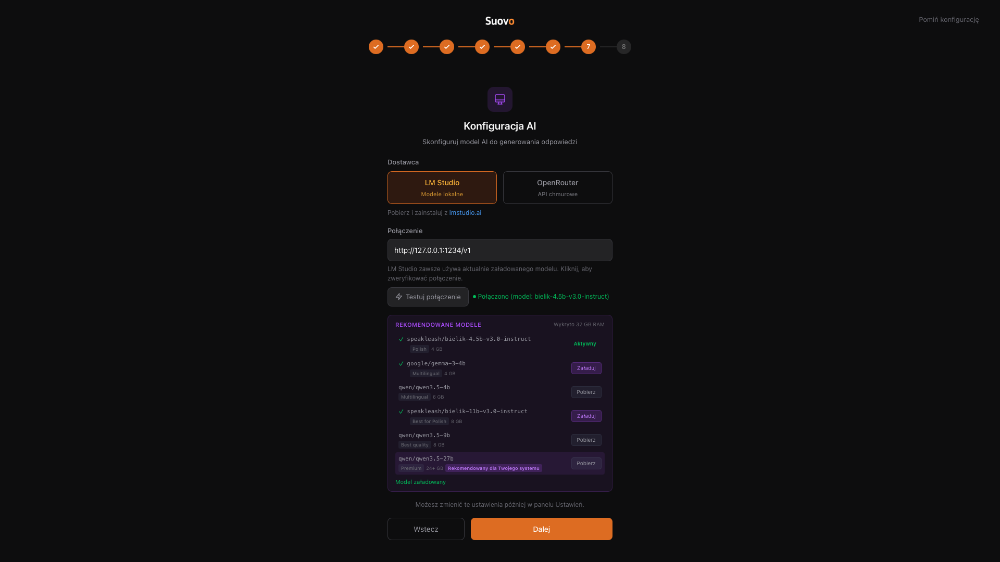 Suovo
Pomiń konfigurację
7
8
Konfiguracja AI
Skonfiguruj model AI do generowania odpowiedzi
Dostawca
LM Studio
Modele lokalne
OpenRouter
API chmurowe
Pobierz i zainstaluj z lmstudio.ai
Połączenie
http://127.0.0.1:1234/v1
LM Studio zawsze używa aktualnie załadowanego modelu. Kliknij, aby
zweryfikować połączenie.
Testuj połączenie
Połączono (model: bielik-4.5b-v3.0-instruct)
REKOMENDOWANE MODELE
Wykryto 32 GB RAM
speakleash/bielik-4.5b-v3.0-instruct
Polish 4 GB
Aktywny
google/gemma-3-4b
Multilingual 4 GB
Załaduj
qwen/qwen3.5-4b
Multilingual 6 GB
Pobierz
speakleash/bielik-11b-v3.0-instruct
Best for Polish 8 GB
Załaduj
qwen/qwen3.5-9b
Best quality 8 GB
Pobierz
qwen/qwen3.5-27b
Premium 24+ GB Rekomendowany dla Twojego systemu
Pobierz
Model załadowany
Możesz zmienić te ustawienia później w panelu Ustawień.
Wstecz
Dalej